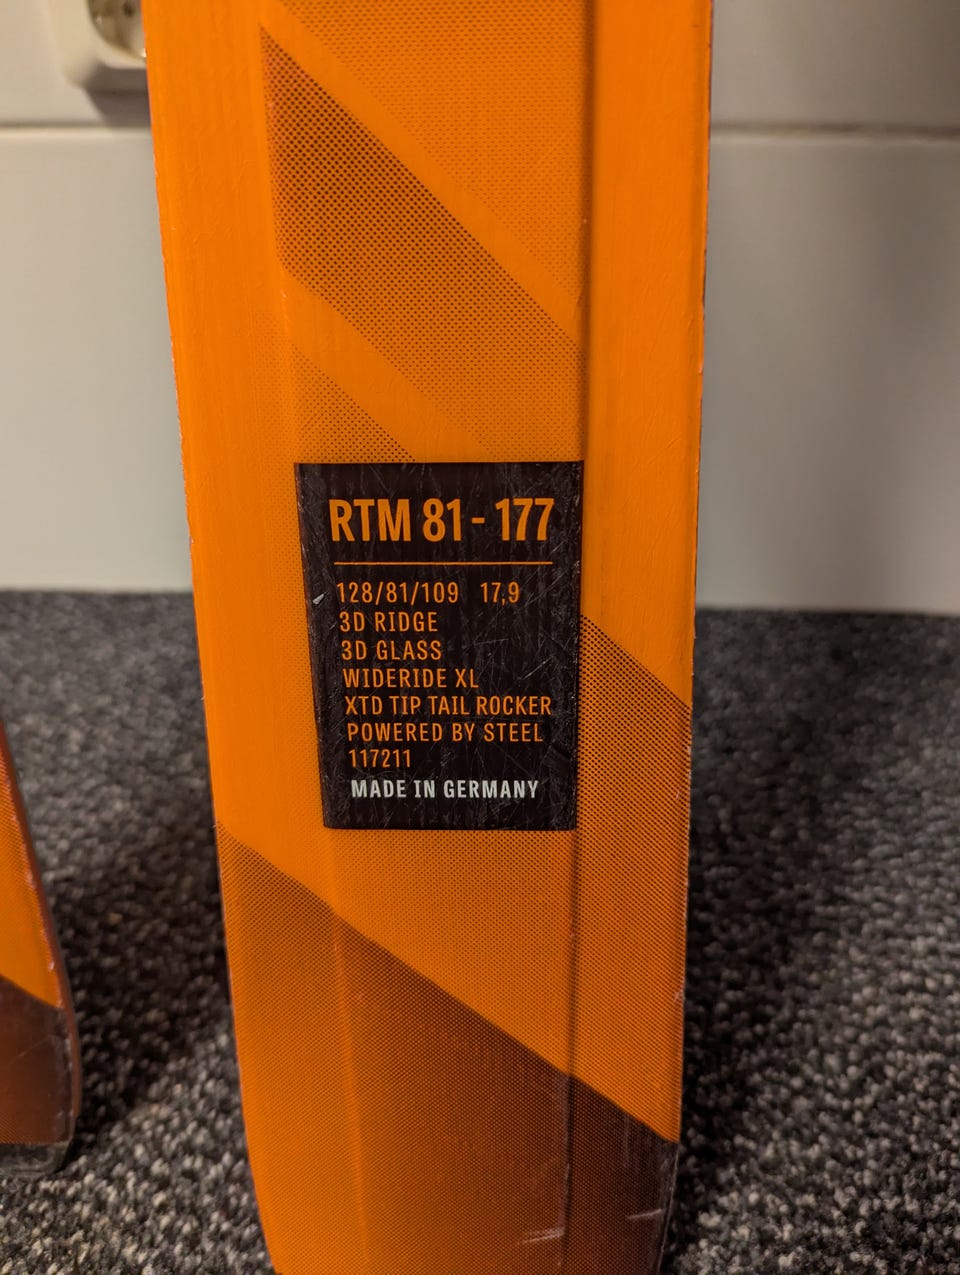 RTM 81 - 177
128/81/109 17,9
3D RIDGE
3D GLASS
WIDERIDE XL
XTD TIP TAIL ROCKER
POWERED BY STEEL
117211
MADE IN GERMANY